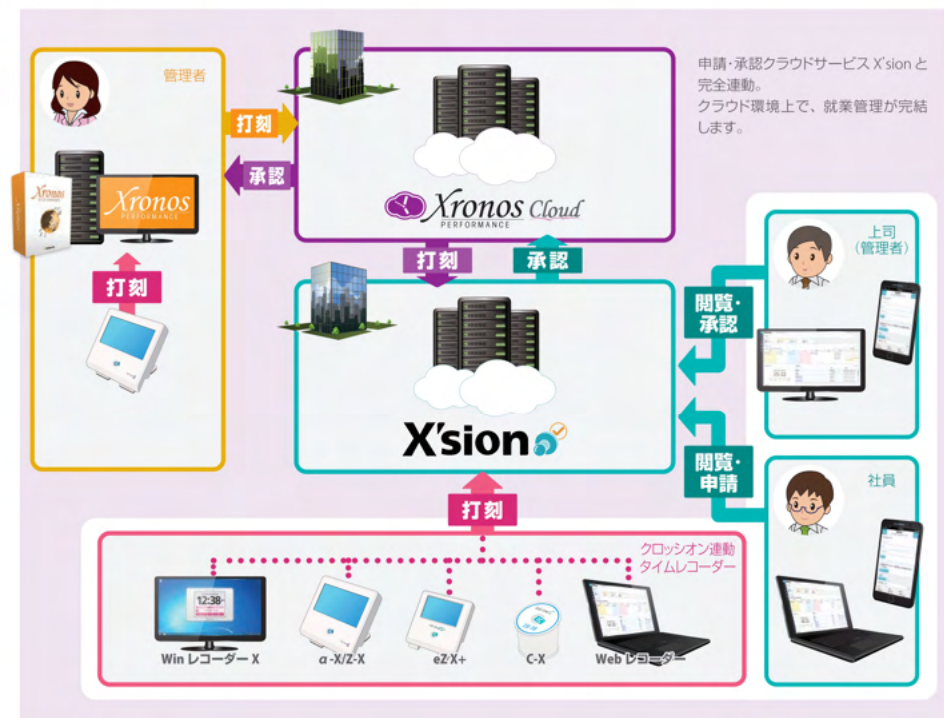 管理者
Xronos
PERFORMANCE
Xronos
打刻
打刻
承認
Xronos Cloud
PERFORMANCE
打刻
承認
X'sion
申請・承認クラウドサービス X'sion と
完全連動。
クラウド環境上で、就業管理が完結
します。
上司
（管理者）
閲覧・
承認
閲覧・
申請
社員
打刻
クロッシオン連動
タイムレコーダー
12:38
Win レコーダー X
α-X/Z-X
eZ-X+
C-X
Web レコーダー